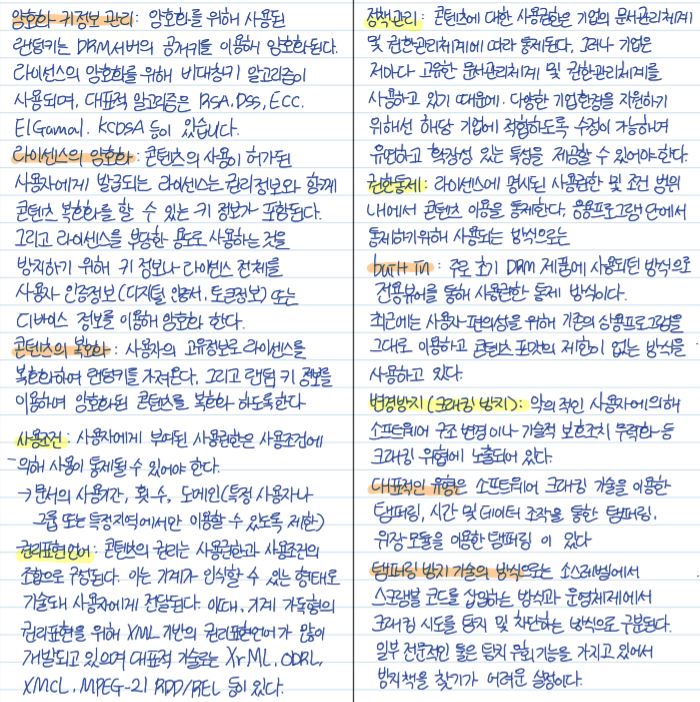 암호화 키정보 관리 : 암호화를 위해 사용된
랜덤키는 DRM서버의 공개키를 이용해 암호화된다.
라이센스의 암호화를 위해 비대칭키 알고리즘이
사용되며, 대표적 알고리즘은 RSA, DSS, ECC,
ElGamal, KCDSA 등이 있습니다.
라이센스의 암호화 : 콘텐츠의 사용이 허가된
사용자에게 발급되는 라이센스는 권리정보와 함께
콘텐츠 복호화를 할 수 있는 키 정보가 포함된다.
그리고 라이센스를 부당한 용도로 사용하는 것을
방지하기 위해 키 정보나 라이센스 전체를
사용자 인증정보(디지털 인증서, 토큰정보) 또는
디바이스 정보를 이용해 암호화 한다.
콘텐츠의 복호화 : 사용자의 고유정보로 라이센스를
복호화하여 랜덤키를 가져온다. 그리고 랜덤 키 정보를
이용하여 암호화된 콘텐츠를 복호화 하도록한다
사용조건 : 사용자에게 부여된 사용권한은 사용조건에
의해 사용이 통제될 수 있어야 한다.
→ 문서의 사용기간, 횟수, 도메인(특정 사용자나
그룹 또는 특정지역에서만 이용할 수 있도록 제한)
권리표현언어 : 콘텐츠의 권리는 사용권한과 사용조건의
조합으로 구성된다. 이는 기계가 인식할 수 있는 형태로
기술돼 사용자에게 전달된다. 이때, 기계 가독형의
권리표현을 위해 XML 기반의 권리표현언어가 많이
개발되고 있으며 대표적 기술로는 XrML, ODRL,
XMCL, MPEG-21 RDD/REL 등이 있다.
정책관리 : 콘텐츠에 대한 사용권한은 기업의 문서관리체계
및 권한관리체계에 따라 통제된다. 그러나 기업은
저마다 고유한 문서관리체계 및 권한관리체계를
사용하고 있기 때문에, 다양한 기업환경을 지원하기
위해선 해당 기업에 적합하도록 수정이 가능하며
유연하고 확장성 있는 특성을 제공할 수 있어야 한다.
권한통제 : 라이센스에 명시된 사용권한 및 조건 범위
내에서 콘텐츠 이용을 통제한다. 응용프로그램 단에서
통제하기위해 사용되는 방식으로는
built In : 주로 초기 DRM 제품에 사용되던 방식으로
전용뷰어를 통해 사용권한 통제 방식이다.
최근에는 사용자 편의성을 위해 기존의 상용프로그램을
그대로 이용하고 콘텐츠 포맷의 제한이 없는 방식을
사용하고 있다.
변경방지(크래킹 방지) : 악의적인 사용자에 의해
소프트웨어 구조 변경이나 기술적 보호조치 무력화 등
크래킹 위험에 노출되어 있다.
대표적인 유형은 소프트웨어 크래킹 기술을 이용한
탬퍼링, 시간 및 데이터 조작을 통한 탬퍼링,
위장 모듈을 이용한 탬퍼링 이 있다
탬퍼링 방지 기술의 방식으로는 소스레벨에서
스크램블 코드를 삽입하는 방식과 운영체제에서
크래킹 시도를 탐지 및 차단하는 방식으로 구분된다.
일부 전문적인 툴은 탐지 우회기능을 가지고 있어서
방지책을 찾기가 어려운 실정이다.